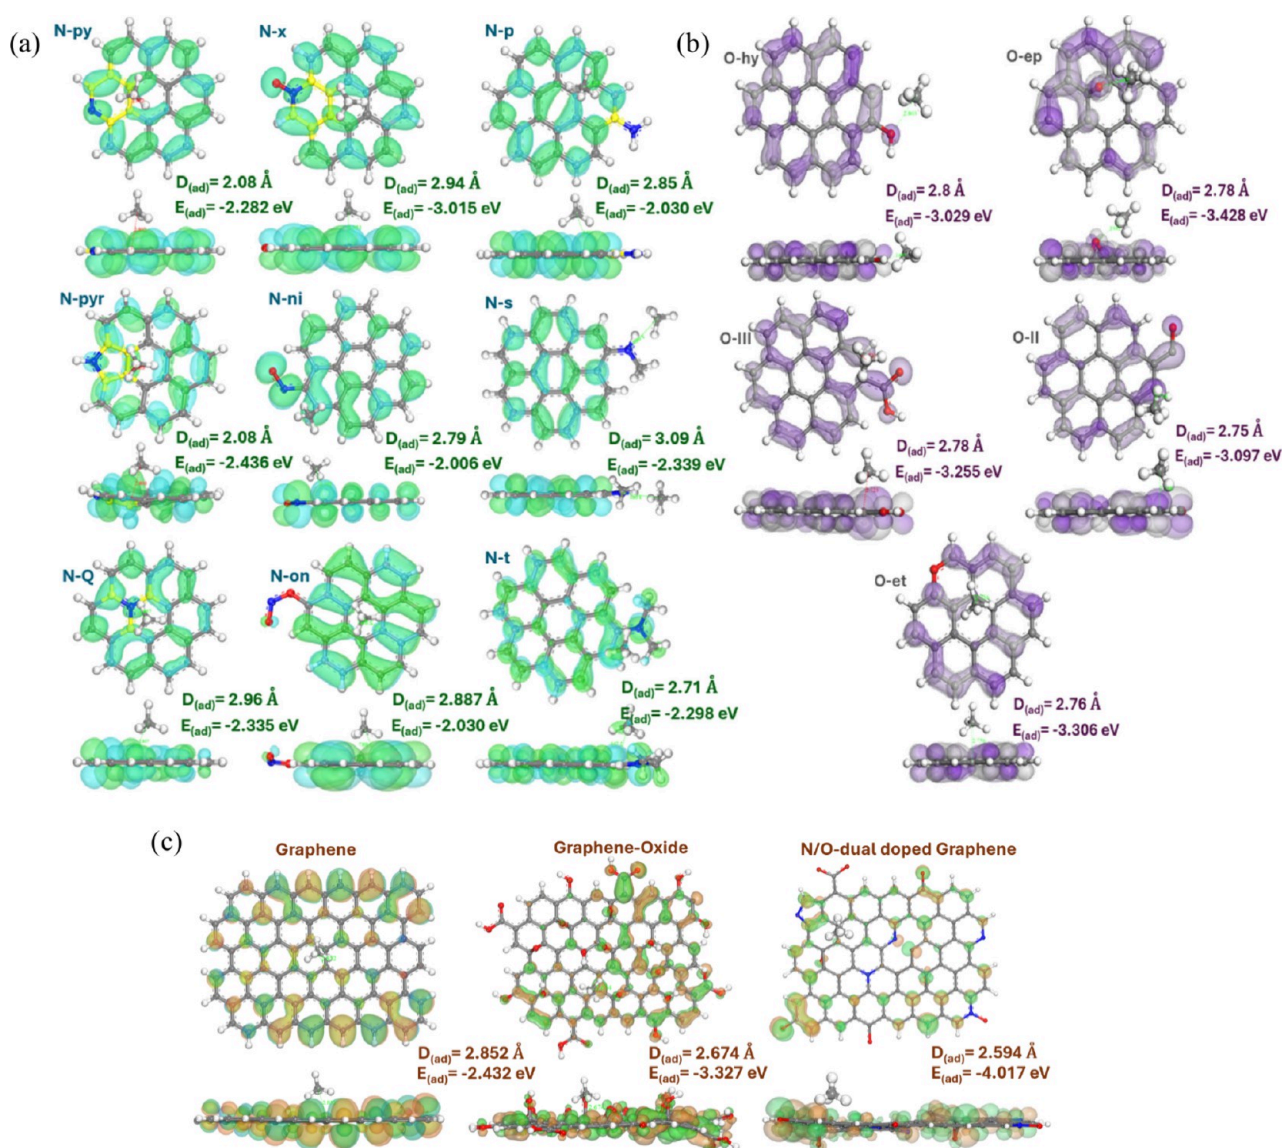 (a)
N-py
D(ad)= 2.08 Å
E(ad)= -2.282 eV
N-x
D(ad)= 2.94 Å
E(ad)= -3.015 eV
N-p
D(ad)= 2.85 Å
E(ad)= -2.030 eV
N-pyr
D(ad)= 2.08 Å
E(ad)= -2.436 eV
N-ni
D(ad)= 2.79 Å
E(ad)= -2.006 eV
N-s
D(ad)= 3.09 Å
E(ad)= -2.339 eV
N-Q
D(ad)= 2.96 Å
E(ad)= -2.335 eV
N-on
D(ad)= 2.887 Å
E(ad)= -2.030 eV
N-t
D(ad)= 2.71 Å
E(ad)= -2.298 eV
(b)
O-hy
D(ad)= 2.8 Å
E(ad)= -3.029 eV
O-ep
D(ad)= 2.78 Å
E(ad)= -3.428 eV
O-III
D(ad)= 2.78 Å
E(ad)= -3.255 eV
O-II
D(ad)= 2.75 Å
E(ad)= -3.097 eV
O-et
D(ad)= 2.76 Å
E(ad)= -3.306 eV
(c)
Graphene
D(ad)= 2.852 Å
E(ad)= -2.432 eV
Graphene-Oxide
D(ad)= 2.674 Å
E(ad)= -3.327 eV
N/O-dual doped Graphene
D(ad)= 2.594 Å
E(ad)= -4.017 eV